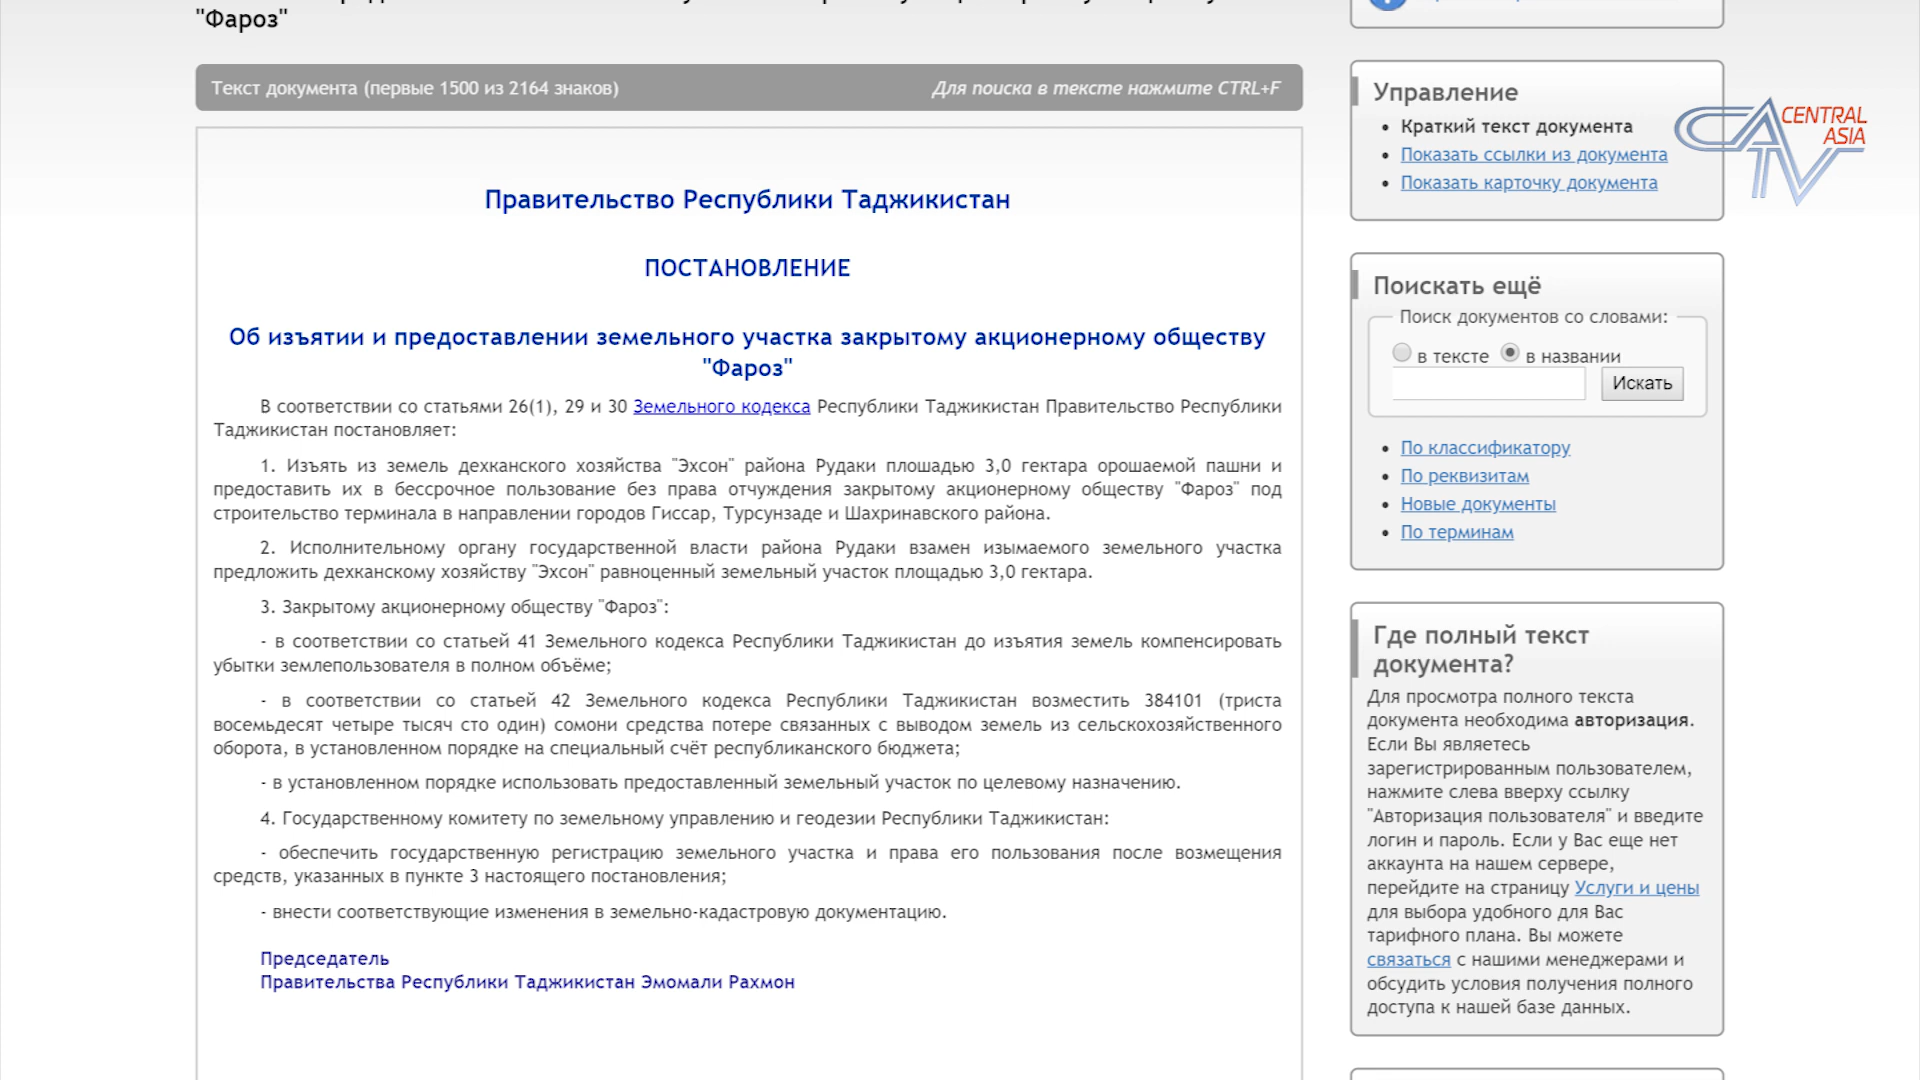 "Фароз"
Текст документа (первые 1500 из 2164 знаков)
Для поиска в тексте нажмите CTRL+F
Правительство Республики Таджикистан
ПОСТАНОВЛЕНИЕ
Об изъятии и предоставлении земельного участка закрытому акционерному обществу
"Фароз"
В соответствии со статьями 26(1), 29 и 30 Земельного кодекса Республики Таджикистан Правительство Республики
Таджикистан постановляет:
1. Изъять из земель дехканского хозяйства "Эхсон" района Рудаки плошадью 3,0 гектара орошаемой пашни и
предоставить их в бессрочное пользование без права отчуждения закрытому акционерному обществу "Фароз" под
строительство терминала в направлении городов Гиссар, Турсунзаде и Шахринавского района.
2. Исполнительному органу государственной власти района Рудаки взамен изымаемого земельного участка
предложить дехканскому хозяйству "Эхсон" равноценный земельный участок площадью 3,0 гектара.
3. Закрытому акционерному обществу "Фароз":
- в соответствии со статьей 41 Земельного кодекса Республики Таджикистан до изъятия земель компенсировать
убытки землепользователя в полном объёме;
- в соответствии со статьей 42 Земельного кодекса Республики Таджикистан возместить 384101 (триста
восемьдесят четыре тысяч сто один) сомони средства потере связанных с выводом земель из сельскохозяйственного
оборота, в установленном порядке на специальный счёт республиканского бюджета;
- в установленном порядке использовать предоставленный земельный участок по целевому назначению.
4. Государственному комитету по земельному управлению и геодезии Республики Таджикистан:
- обеспечить государственную регистрацию земельного участка и права его пользования после возмещения
средств, указанных в пункте 3 настоящего постановления;
- внести соответствующие изменения в земельно-кадастровую документацию.
Председатель
Правительства Республики Таджикистан Эмомали Рахмон
Управление
Краткий текст документа
Показать ссылки из документа
Показать карточку документа
CATV
CENTRAL
ASIA
Поискать ещё
Поиск документов со словами:
в тексте в названии
Искать
По классификатору
По реквизитам
Новые документы
По терминам
Где полный текст
документа?
Для просмотра полного текста
документа необходима авторизация.
Если Вы являетесь
зарегистрированным пользователем,
нажмите слева вверху ссылку
"Авторизация пользователя" и введите
логин и пароль. Если у Вас еще нет
аккаунта на нашем сервере,
перейдите на страницу Услуги и цены
для выбора удобного для Вас
тарифного плана. Вы можете
связаться с нашими менеджерами и
обсудить условия получения полного
доступа к нашей базе данных.